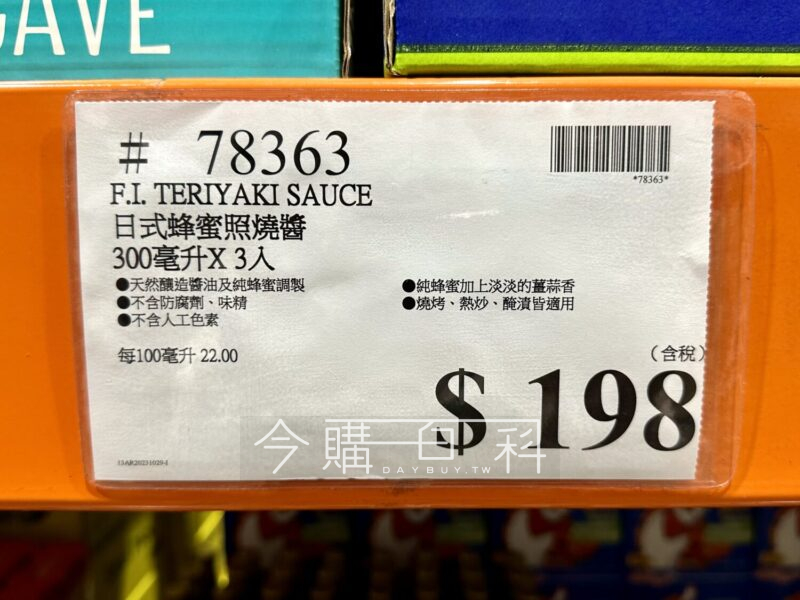 AVE
# 78363
*78363*
F.I. TERIYAKI SAUCE
日式蜂蜜照燒醬
300毫升X 3入
●天然釀造醬油及純蜂蜜調製
●不含防腐劑、味精
●不含人工色素
●純蜂蜜加上淡淡的薑蒜香
●燒烤、熱炒、醃漬皆適用
每100毫升 22.00
(含稅)
$ 198
今購百科
DAYBUY.TW